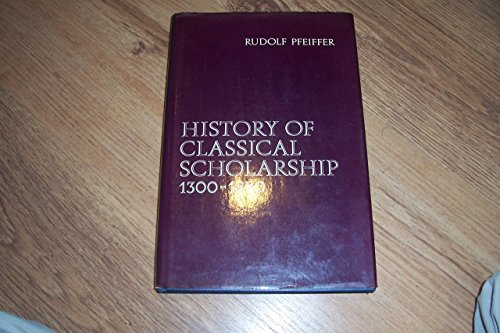 RUDOLF PFEIFFER
HISTORY OF
CLASSICAL
SCHOLARSHIP
1300-